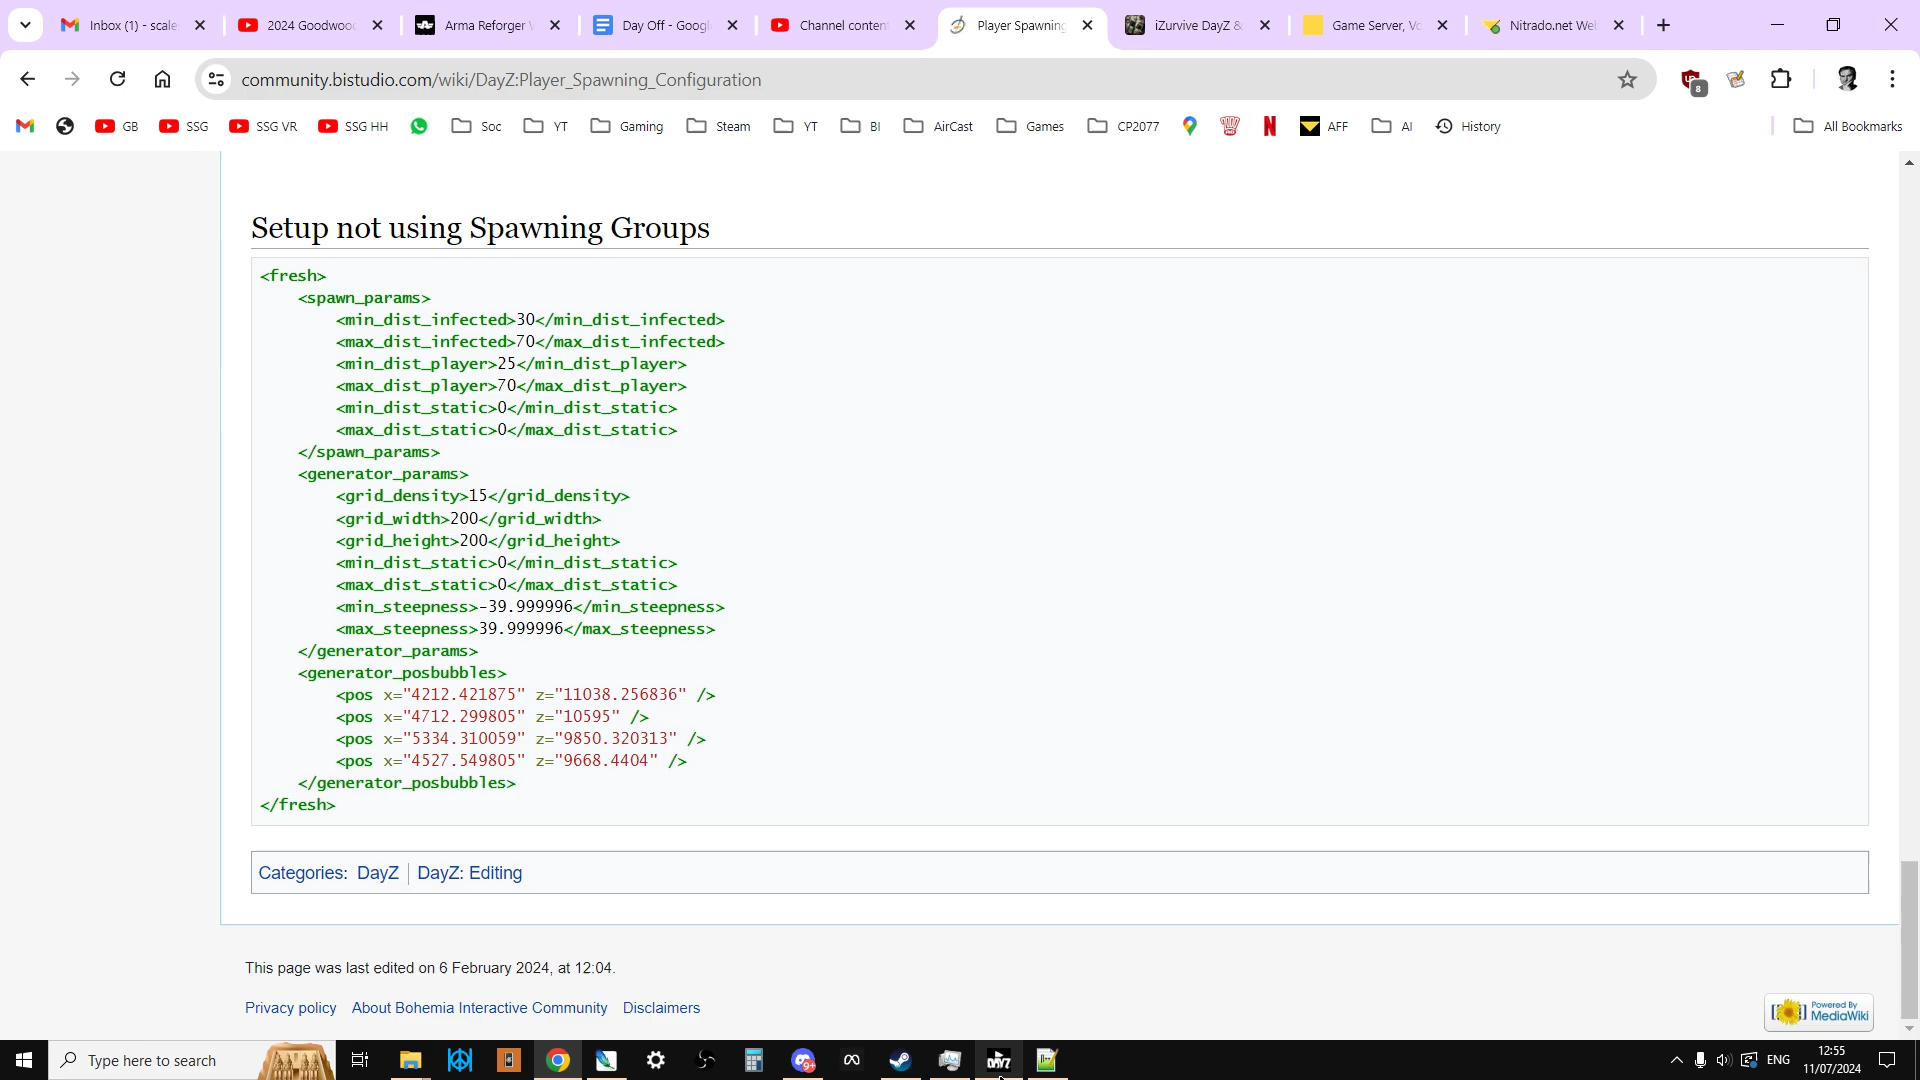 Inbox (1) - scale
2024 Goodwoo
Arma Reforger
Day Off - Googl
Channel conten
Player Spawning
iZurvive DayZ &
Game Server, Vo
Nitrado.net We
community.bistudio.com/wiki/DayZ:Player_Spawning_Configuration
8
GB
SSG
SSG VR
SSG HH
Soc
YT
Gaming
Steam
YT
BI
AirCast
Games
CP2077
AFF
AI
History
All Bookmarks
Setup not using Spawning Groups
<fresh>
<spawn_params>
<min_dist_infected>30</min_dist_infected>
<max_dist_infected>70</max_dist_infected>
<min_dist_player>25</min_dist_player>
<max_dist_player>70</max_dist_player>
<min_dist_static>0</min_dist_static>
<max_dist_static>0</max_dist_static>
</spawn_params>
<generator_params>
<grid_density>15</grid_density>
<grid_width>200</grid_width>
<grid_height>200</grid_height>
<min_dist_static>0</min_dist_static>
<max_dist_static>0</max_dist_static>
<min_steepness>-39.999996</min_steepness>
<max_steepness>39.999996</max_steepness>
</generator_params>
<generator_posbubbles>
<pos x="4212.421875" z="11038.256836" />
<pos x="4712.299805" z="10595" />
<pos x="5334.310059" z="9850.320313" />
<pos x="4527.549805" z="9668.4404" />
</generator_posbubbles>
</fresh>
Categories: DayZ | DayZ: Editing
This page was last edited on 6 February 2024, at 12:04.
Privacy policy
About Bohemia Interactive Community
Disclaimers
Powered By
MediaWiki
Type here to search
9+
DAYZ
ENG
12:55
11/07/2024